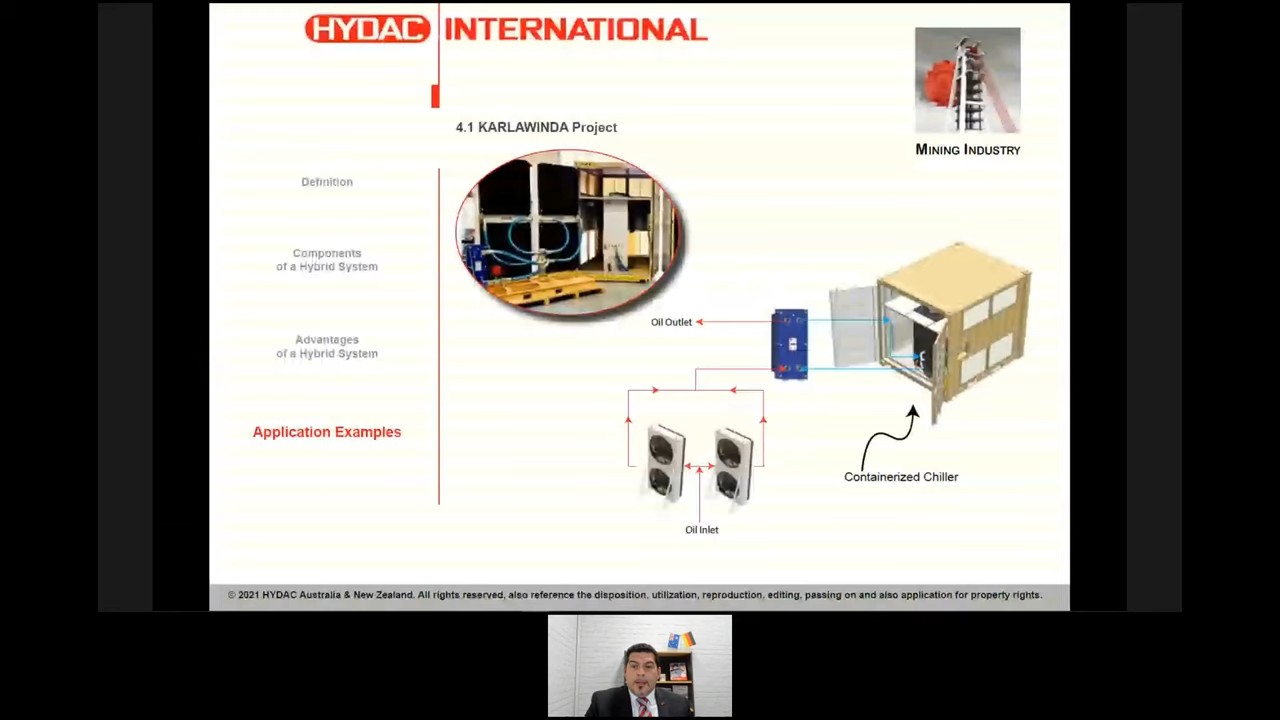 HYDAC INTERNATIONAL
4.1 KARLAWINDA Project
MINING INDUSTRY
Definition
Components
of a Hybrid System
Advantages
of a Hybrid System
Application Examples
Oil Outlet
Containerized Chiller
Oil Inlet
© 2021 HYDAC Australia & New Zealand. All rights reserved, also reference the disposition, utilization, reproduction, editing, passing on and also application for property rights.